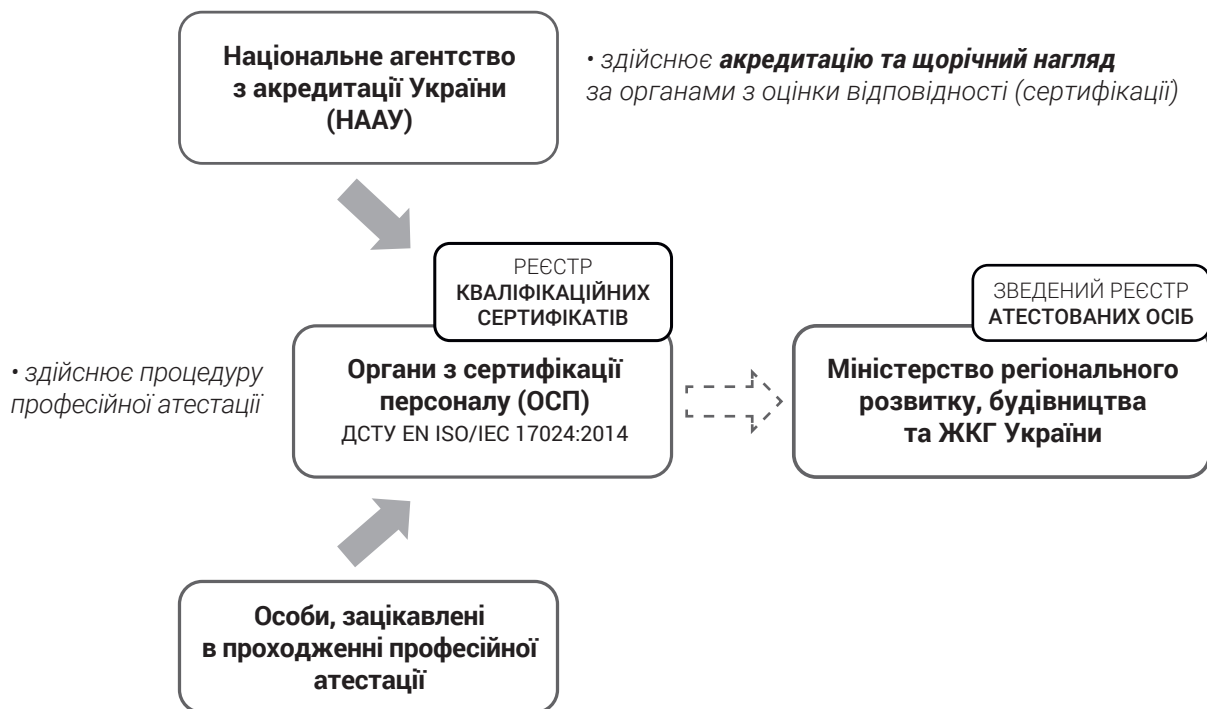 Національне агентство
з акредитації України
(НААУ)
• здійснює акредитацію та щорічний нагляд
за органами з оцінки відповідності (сертифікації)
РЕЄСТР
КВАЛІФІКАЦІЙНИХ
СЕРТИФІКАТІВ
ЗВЕДЕНИЙ РЕЄСТР
АТЕСТОВАНИХ ОСІБ
• здійснює процедуру
професійної атестації
Органи з сертифікації
персоналу (ОСП)
ДСТУ EN ISO/IEC 17024:2014
Міністерство регіонального
розвитку, будівництва
та ЖКГ України
Особи, зацікавлені
в проходженні професійної
атестації